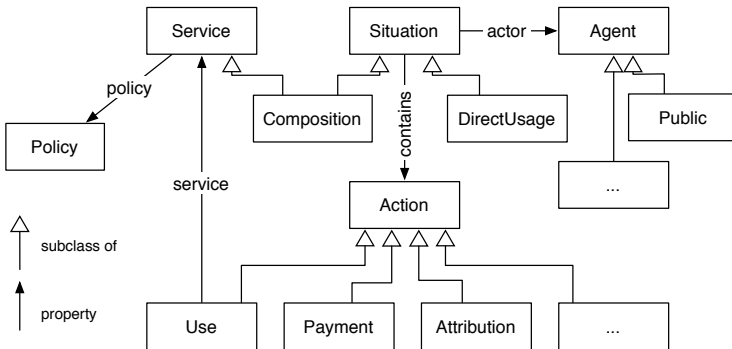 Service
Situation
actor
Agent
policy
Composition
contains
DirectUsage
Public
Policy
service
...
Action
subclass of
property
Use
Payment
Attribution
...